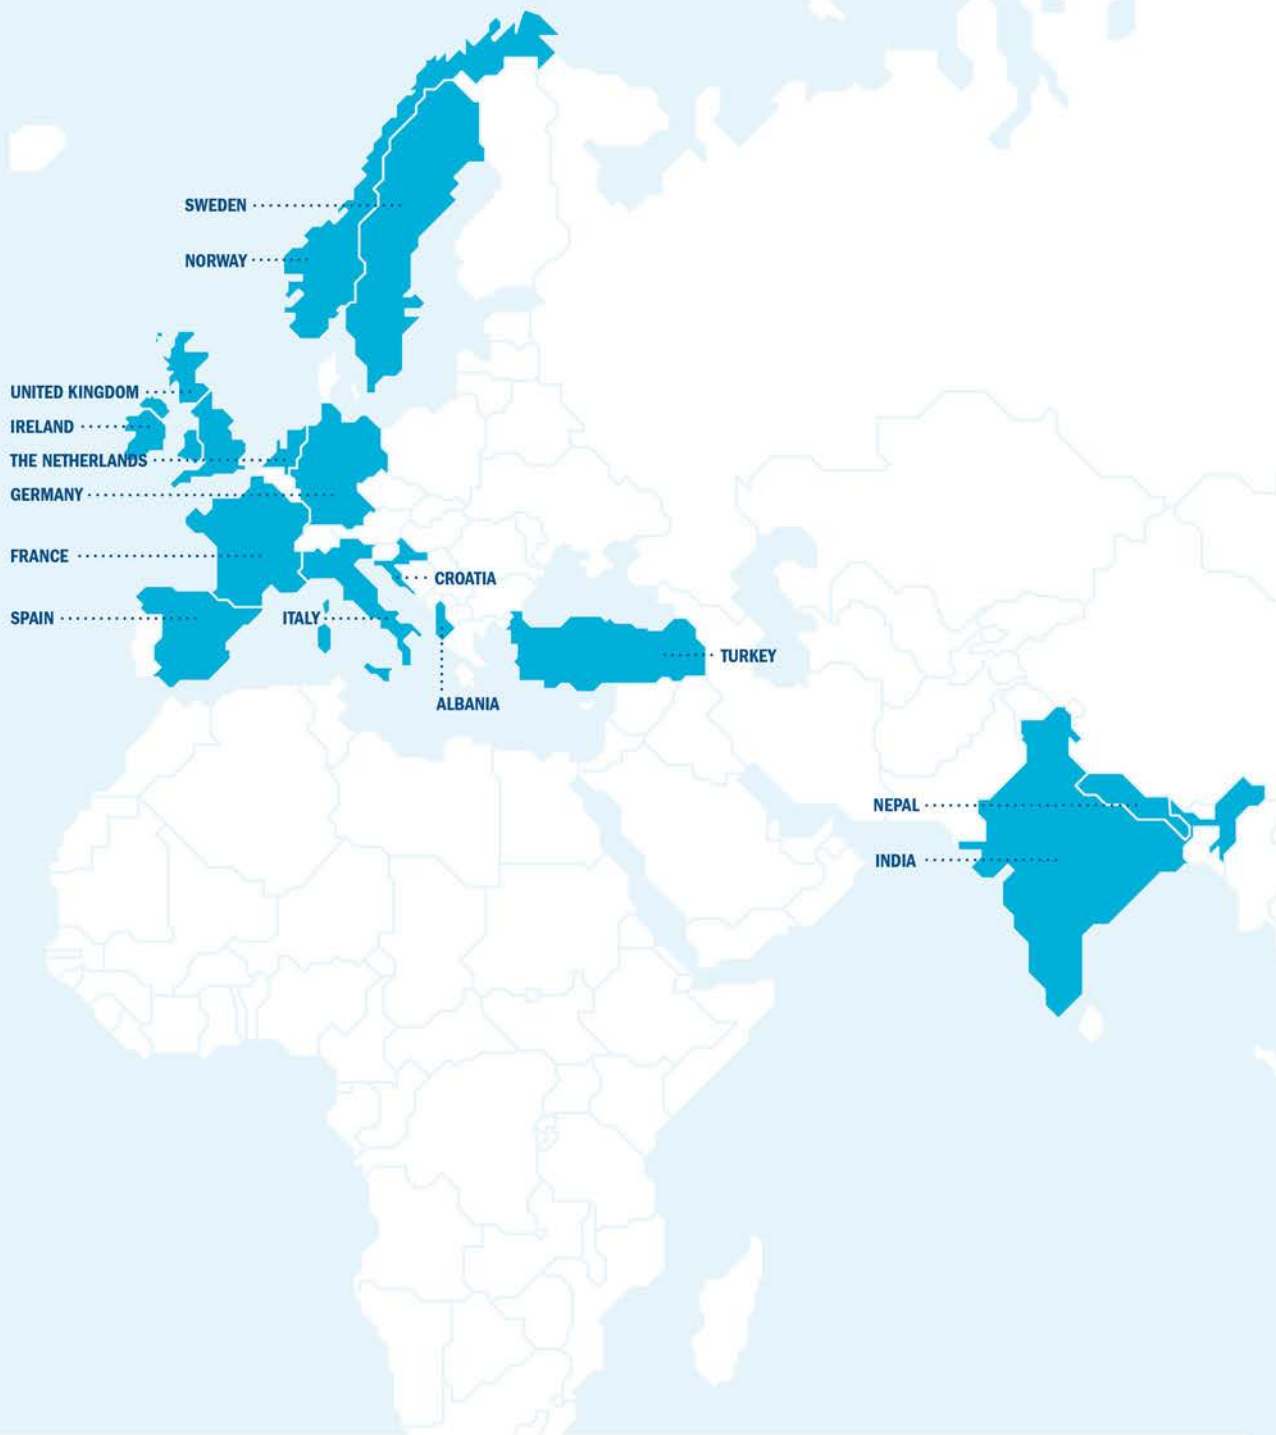 SWEDEN
NORWAY
UNITED KINGDOM
IRELAND
THE NETHERLANDS
GERMANY
FRANCE
CROATIA
SPAIN
ITALY
TURKEY
ALBANIA
NEPAL
INDIA